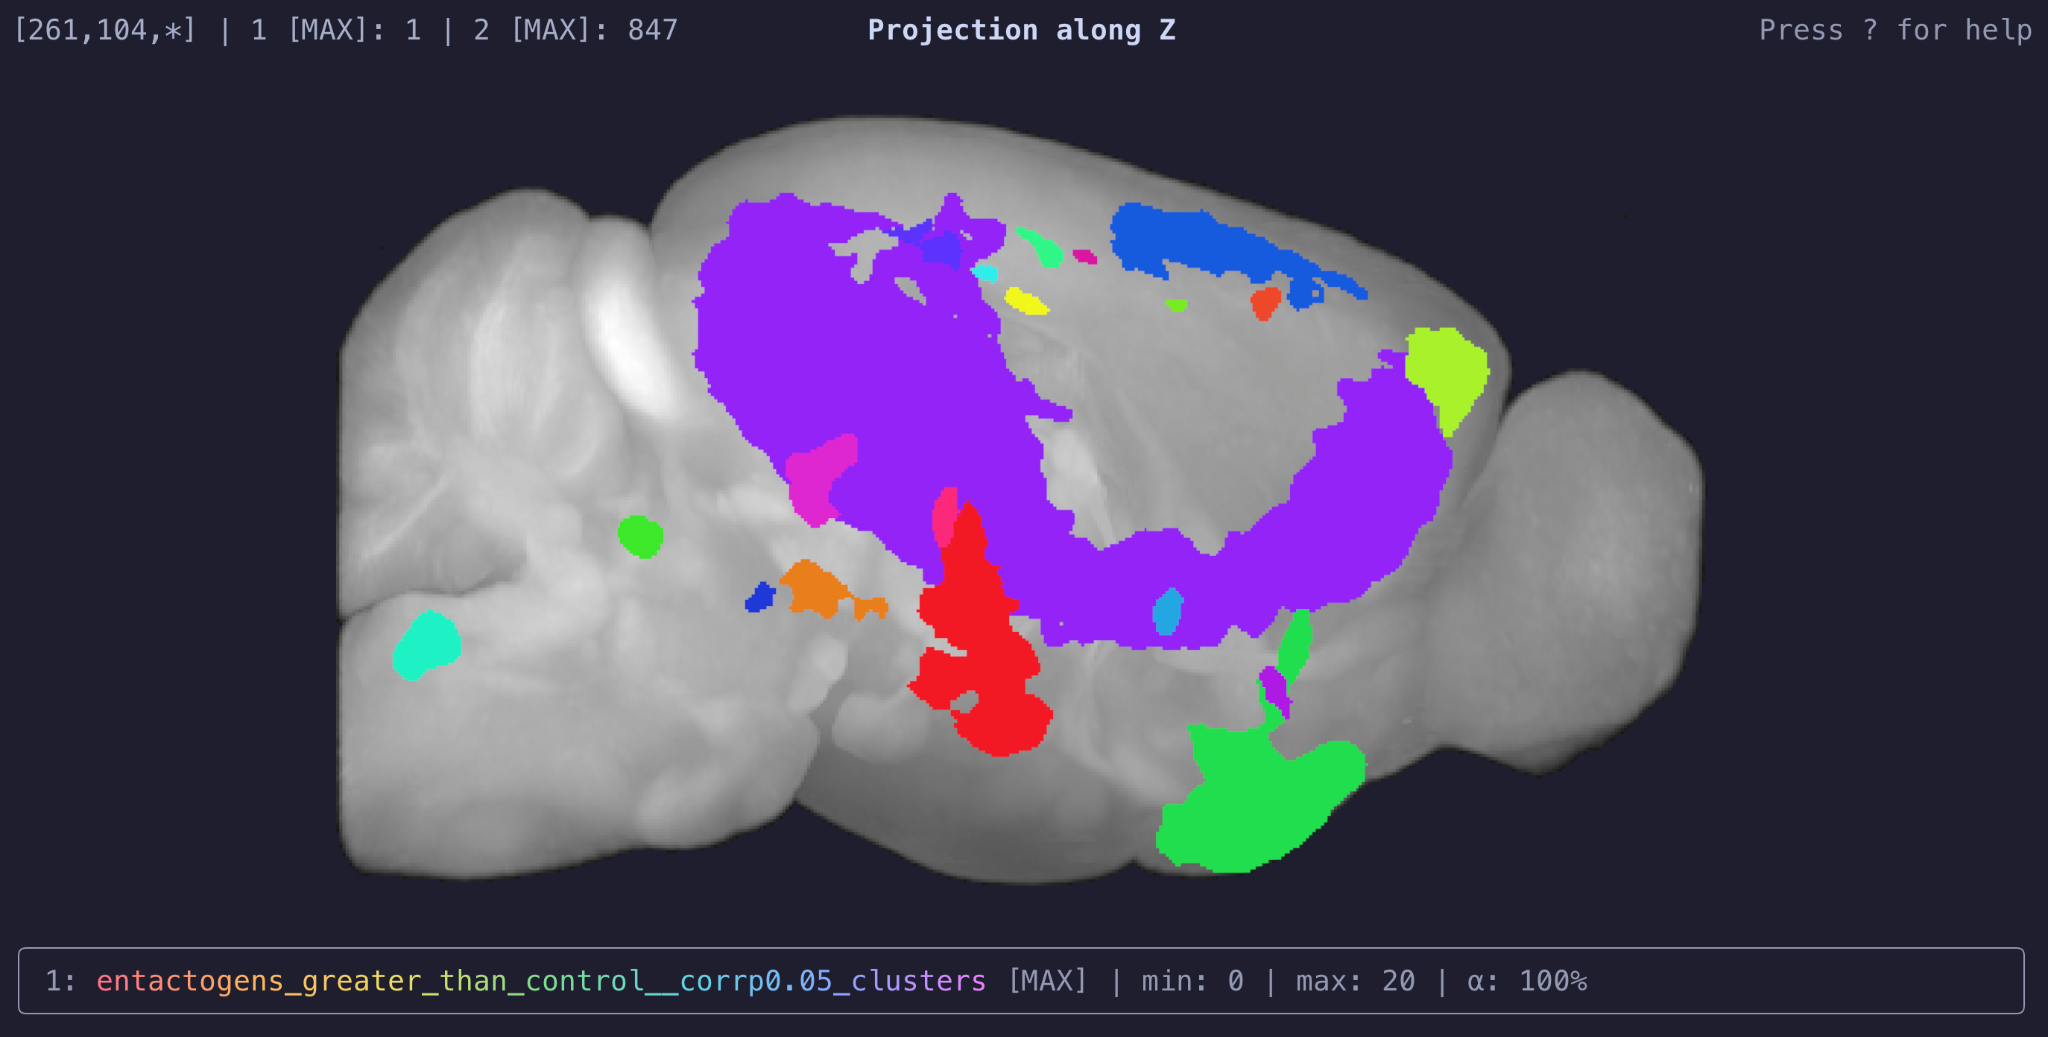 [261,104,*] | 1 [MAX]: 1 | 2 [MAX]: 847
Projection along Z
Press ? for help
1: entactogens_greater_than_control__corrp0.05_clusters [MAX] | min: 0 | max: 20 | α: 100%